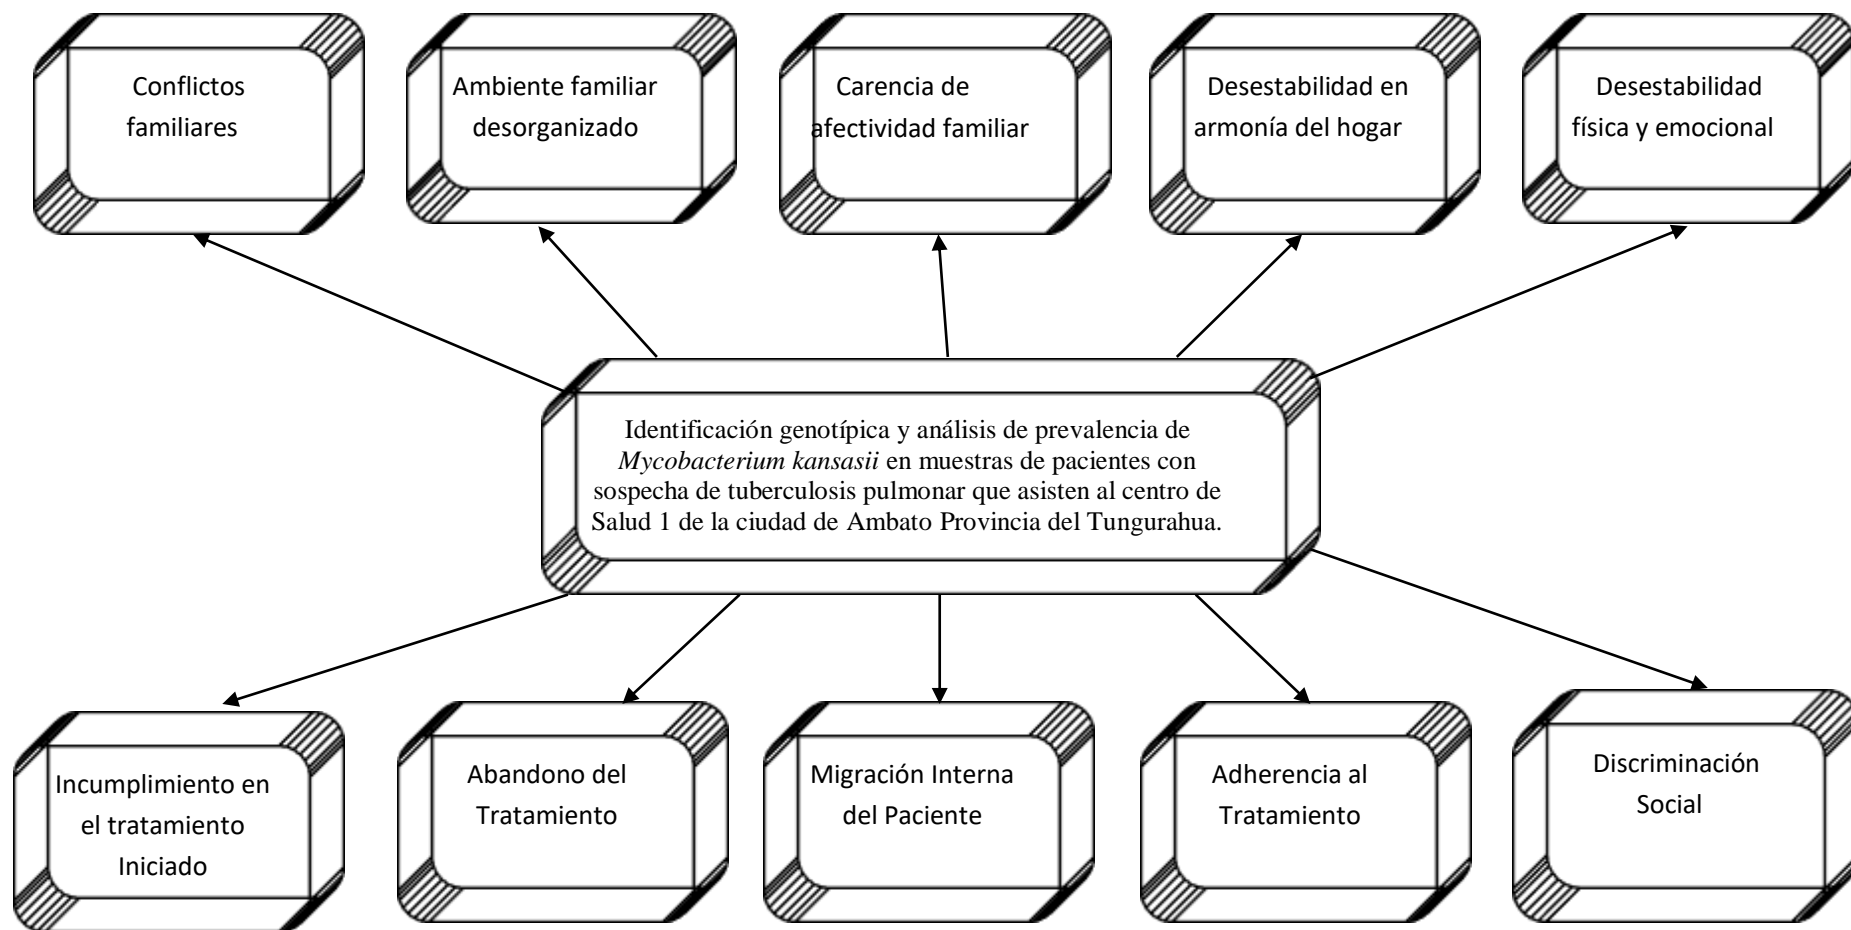 Conflictos
familiares
Ambiente familiar
desorganizado
Carencia de
afectividad familiar
Desestabilidad en
armonía del hogar
Desestabilidad
física y emocional
Identificación genotípica y análisis de prevalencia de
Mycobacterium kansasii en muestras de pacientes con
sospecha de tuberculosis pulmonar que asisten al centro de
Salud 1 de la ciudad de Ambato Provincia del Tungurahua.
Incumplimiento en
el tratamiento
Iniciado
Abandono del
Tratamiento
Migración Interna
del Paciente
Adherencia al
Tratamiento
Discriminación
Social